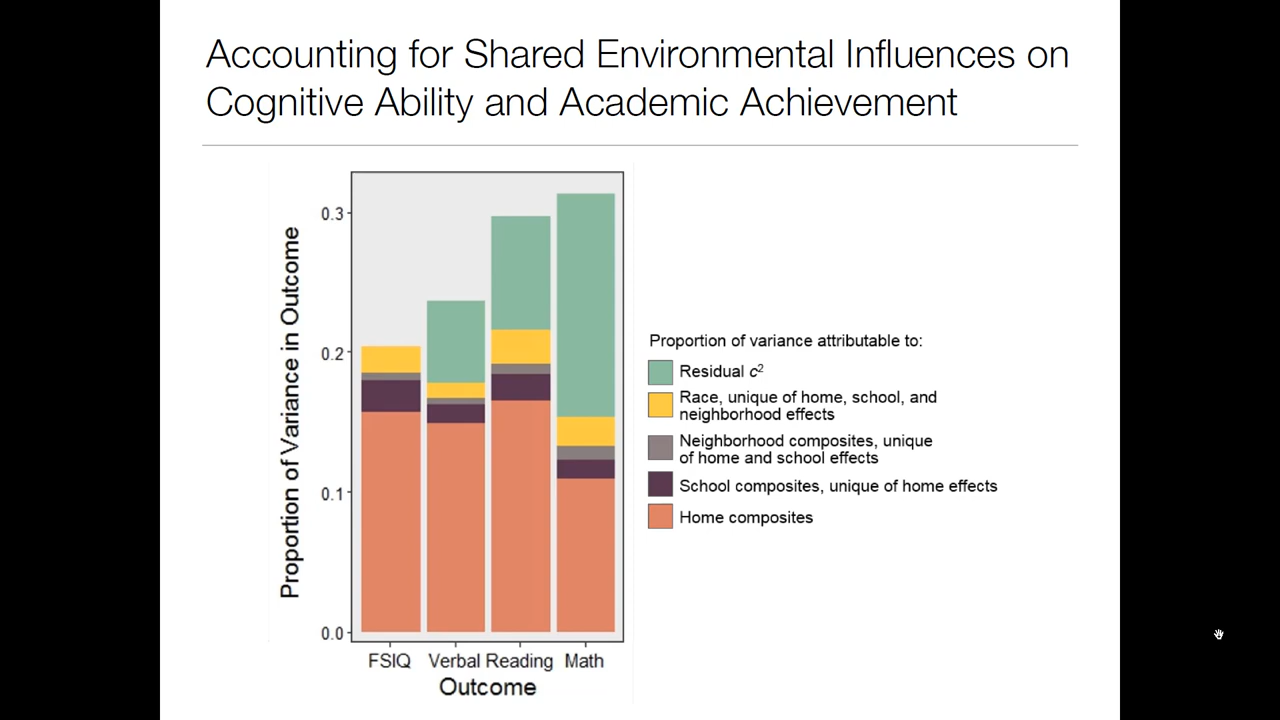 Accounting for Shared Environmental Influences on
Cognitive Ability and Academic Achievement
Proportion of Variance in Outcome
0.3
0.2
0.1
0.0
FSIQ Verbal Reading Math
Outcome
Proportion of variance attributable to:
Residual c²
Race, unique of home, school, and
neighborhood effects
Neighborhood composites, unique
of home and school effects
School composites, unique of home effects
Home composites